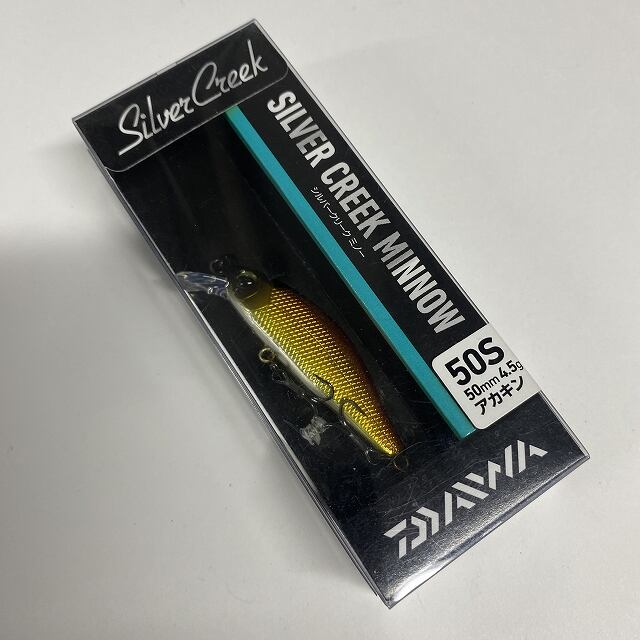 Silver Creek
SILVER CREEK MINNOW
シルバークリークミノー
50S
50mm 4.5g
アカキン
DAIWA